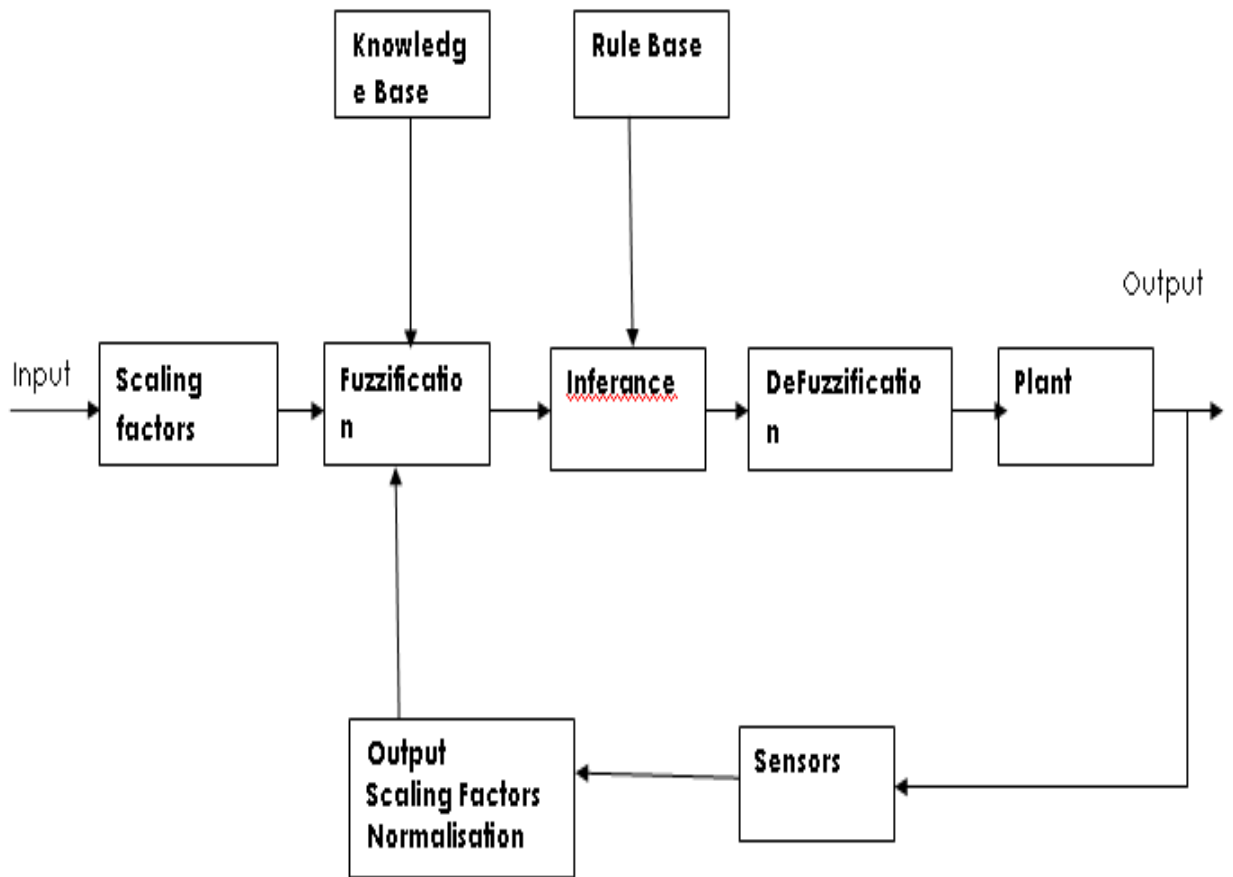 Knowledg
e Base
Rule Base
Output
Input
Scaling
factors
Fuzzificatio
n
Inferance
DeFuzzificatio
n
Plant
Output
Scaling Factors
Normalisation
Sensors